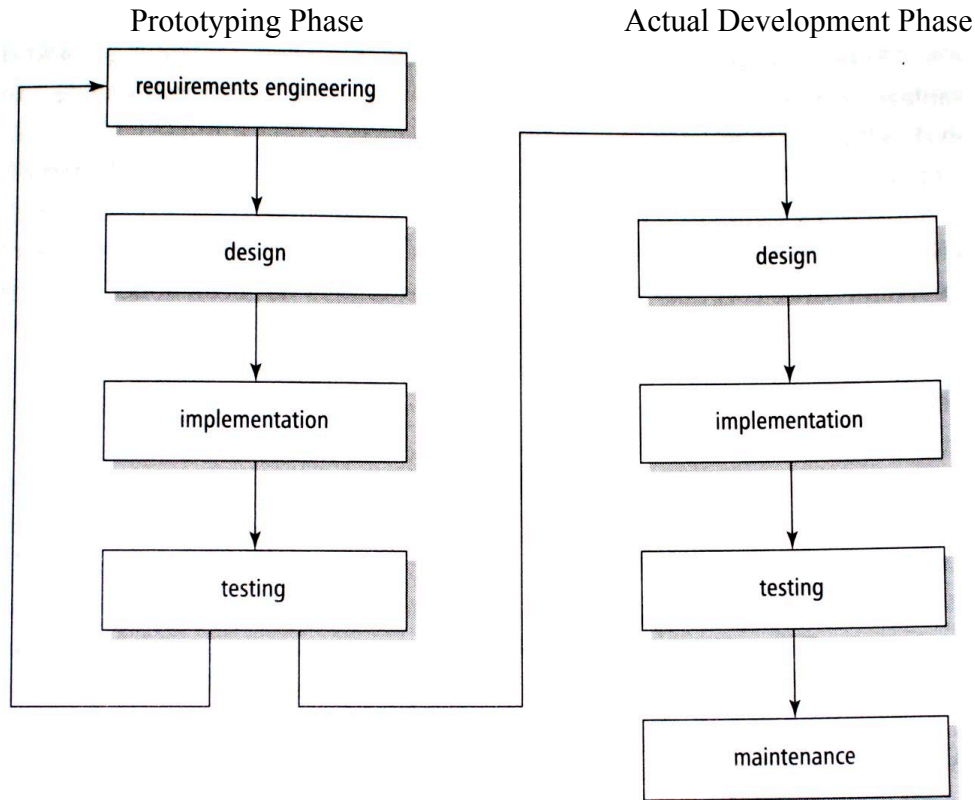 Prototyping Phase
Actual Development Phase
requirements engineering
design
implementation
testing
design
implementation
testing
maintenance